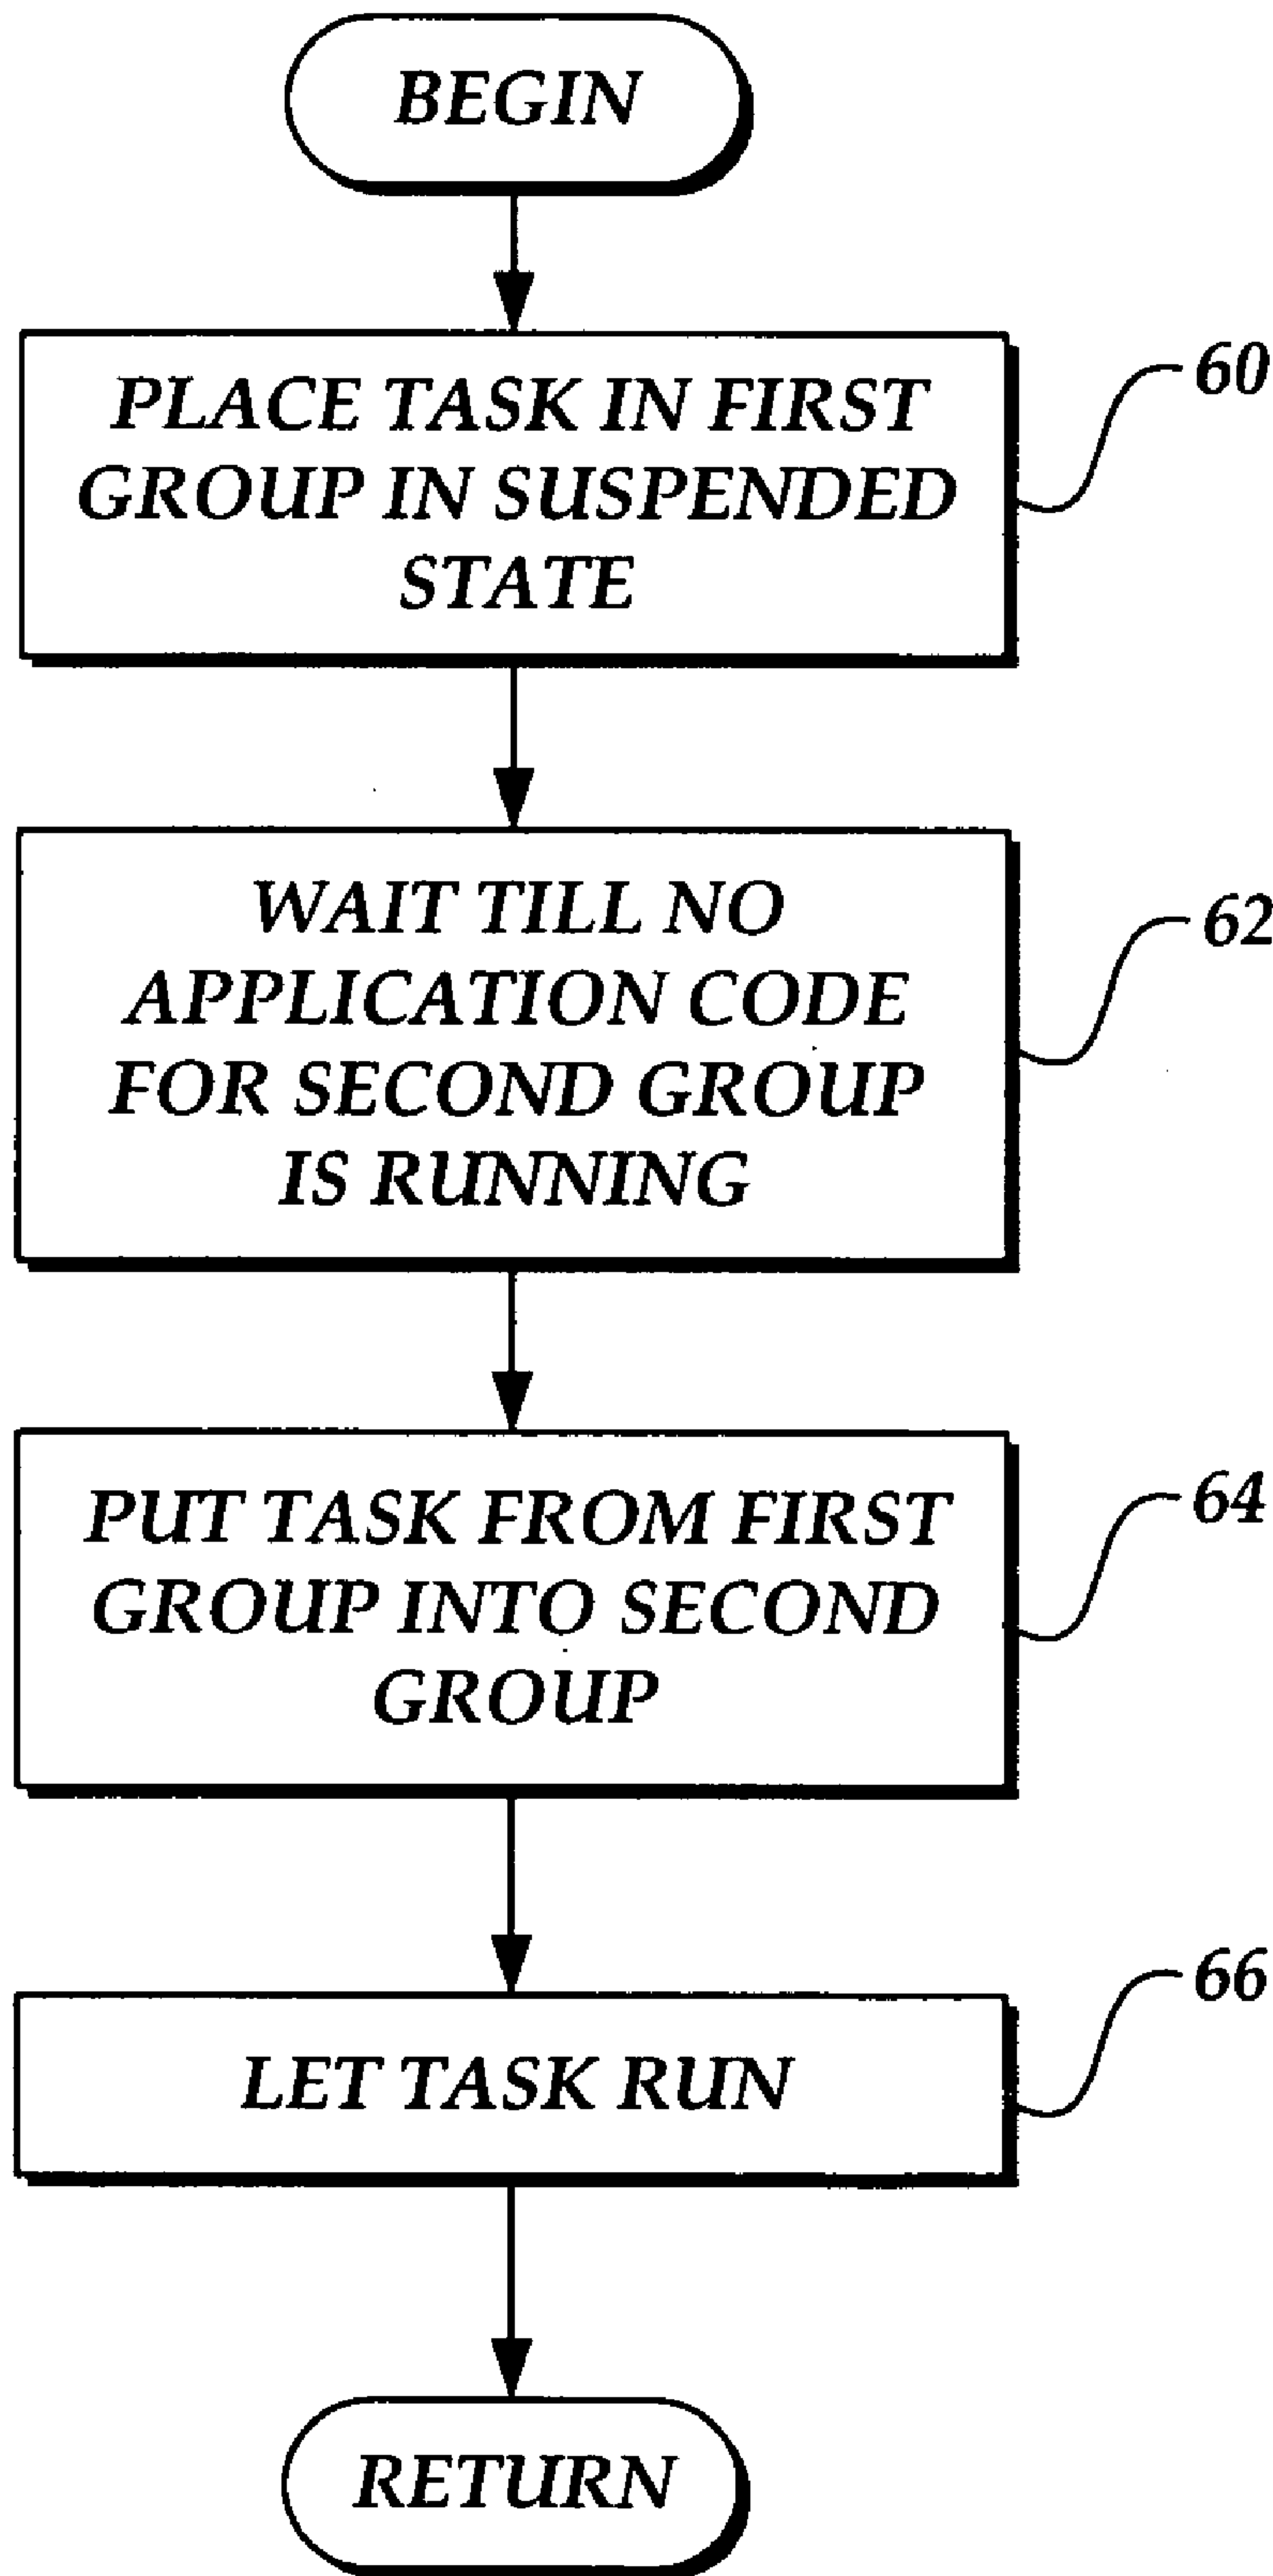 BEGIN
PLACE TASK IN FIRST
GROUP IN SUSPENDED
STATE
60
WAIT TILL NO
APPLICATION CODE
FOR SECOND GROUP
IS RUNNING
62
PUT TASK FROM FIRST
GROUP INTO SECOND
GROUP
64
LET TASK RUN
66
RETURN